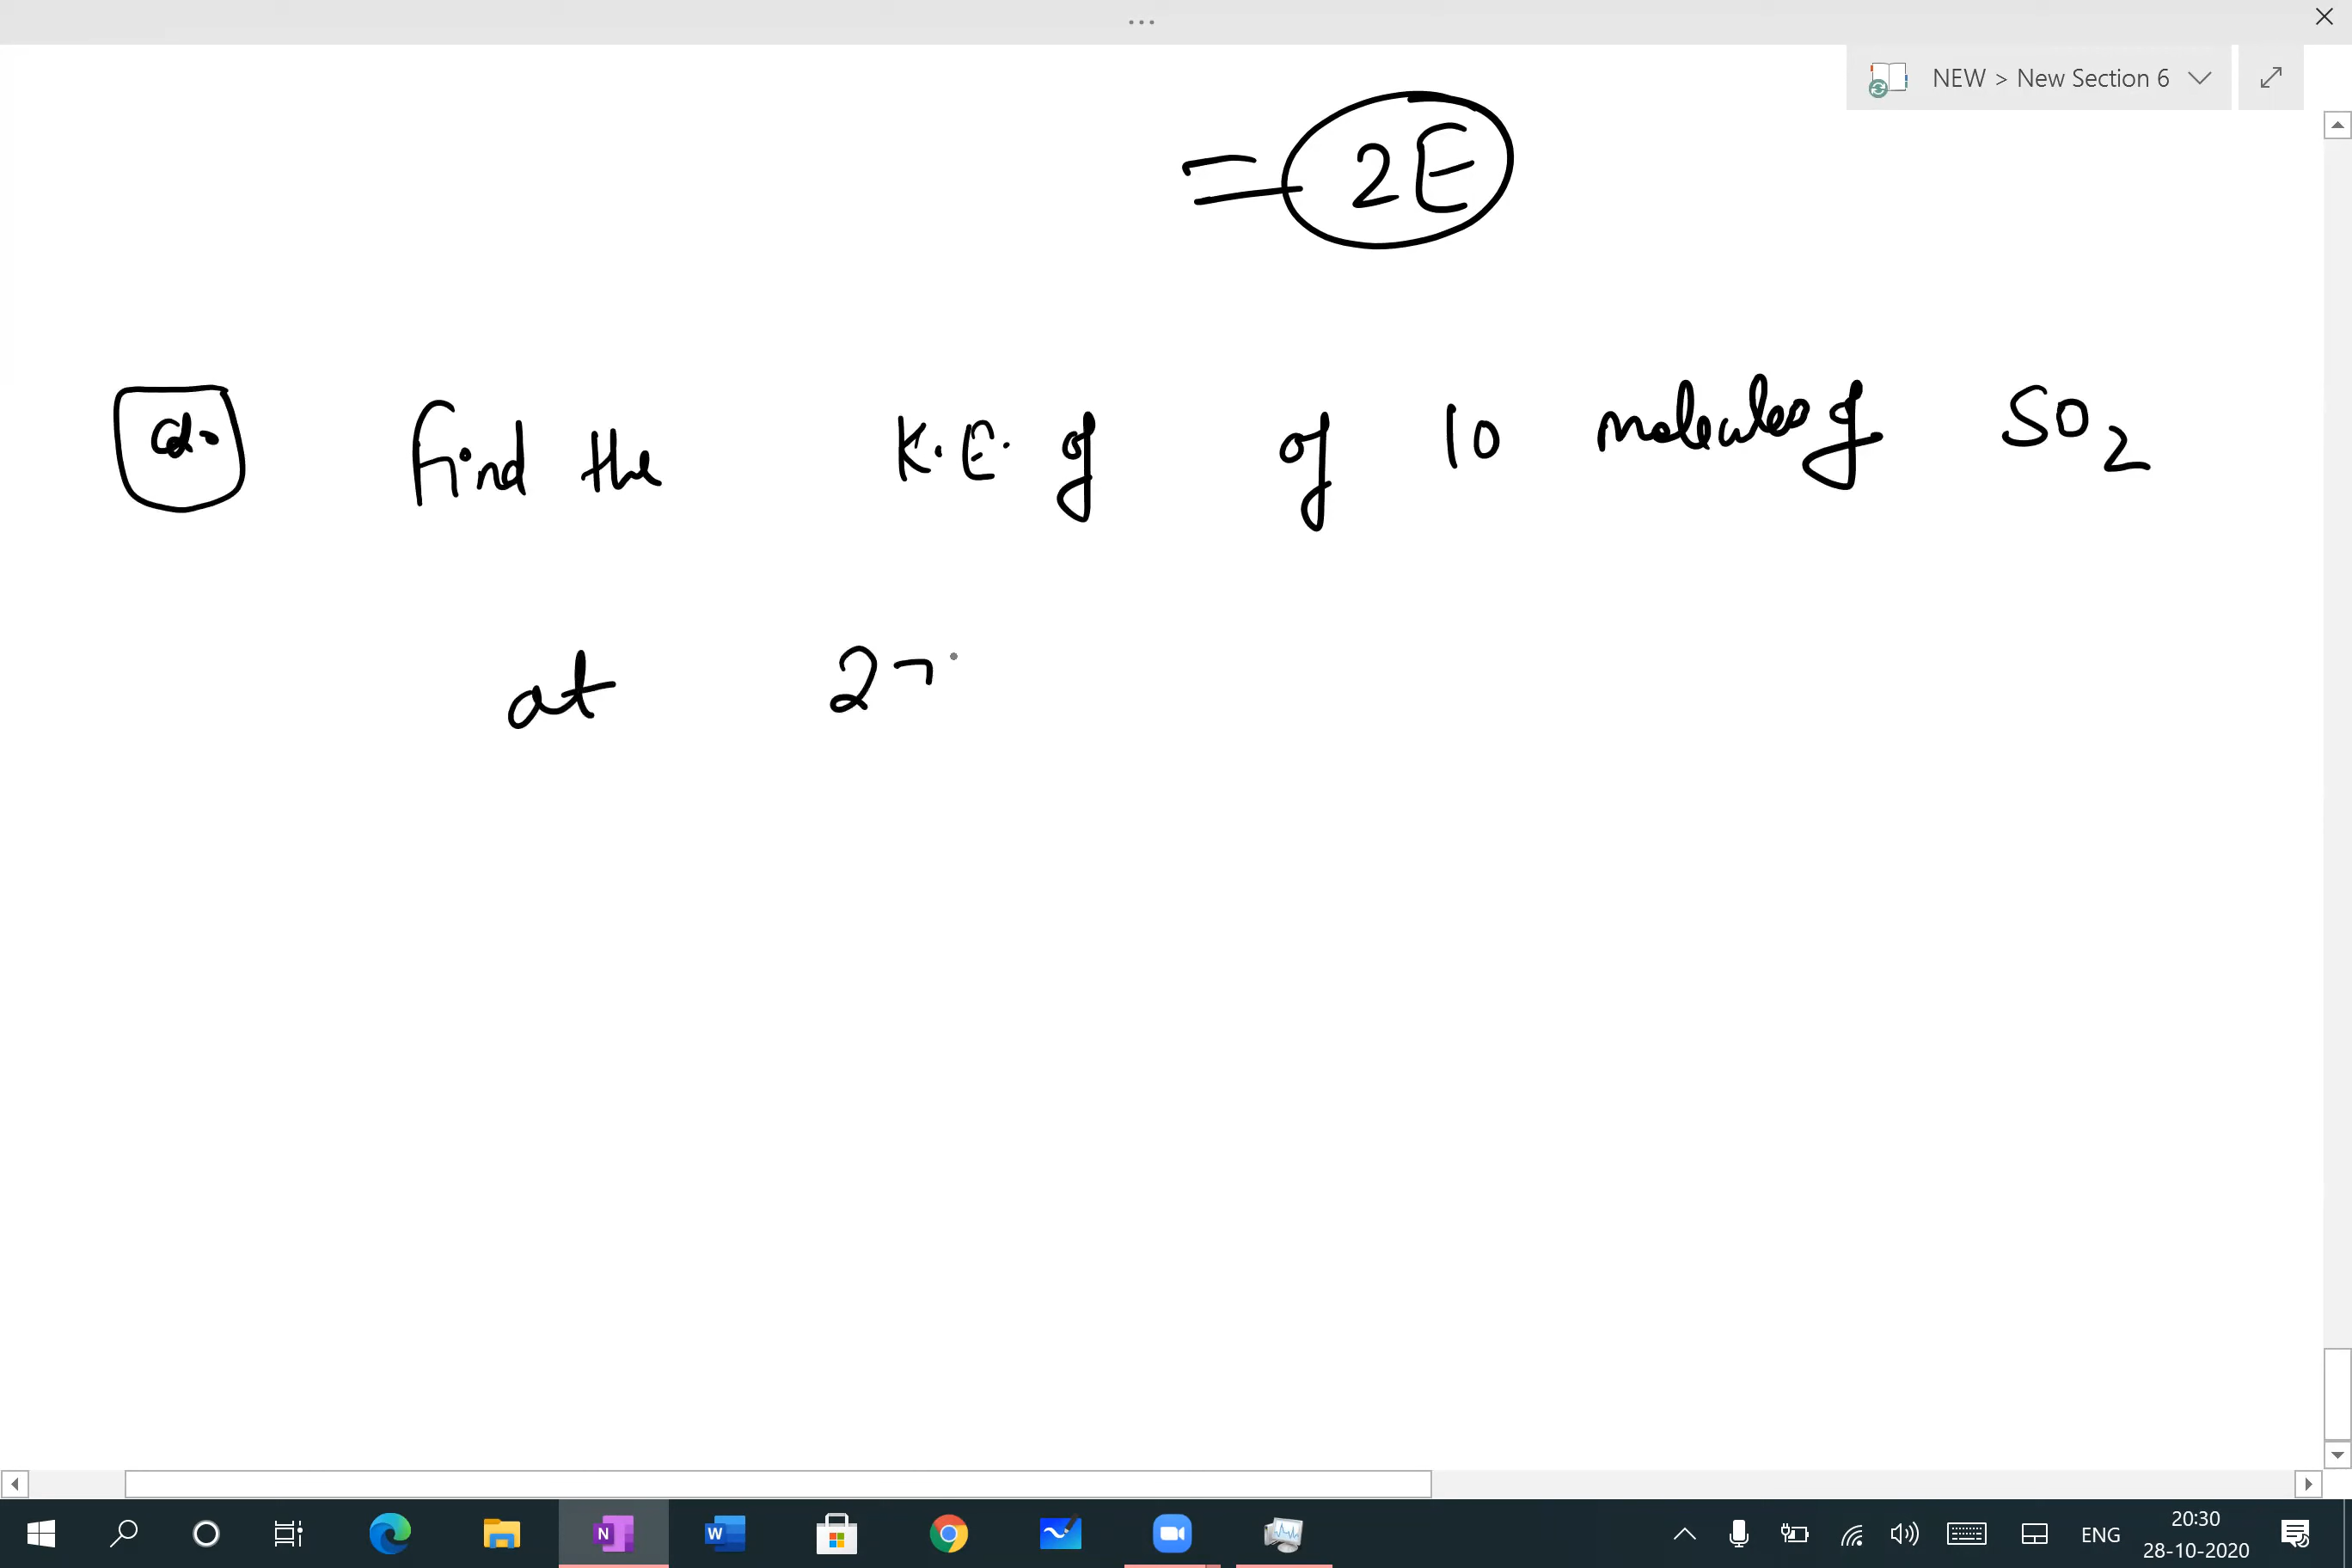 NEW > New Section 6
= 2E
Q. Find the K.E. of of 10 molecules of SO2
at 27
ENG
20:30
28-10-2020